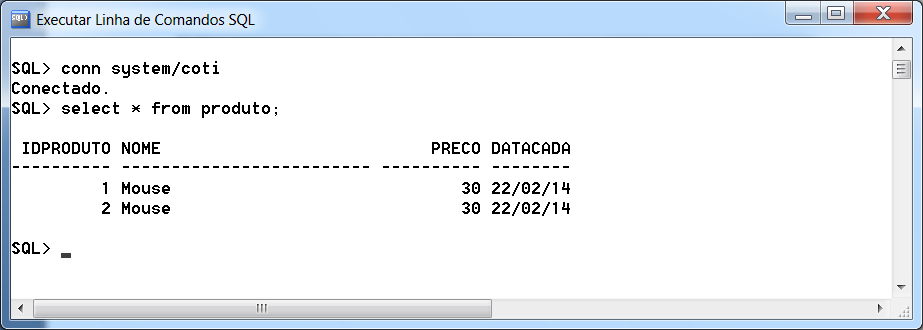 Executar Linha de Comandos SQL
SQL> conn system/coti
Conectado.
SQL> select * from produto;
 IDPRODUTO NOME                           PRECO DATACADA
---------- ------------------------- ---------- --------
         1 Mouse                             30 22/02/14
         2 Mouse                             30 22/02/14
SQL> _